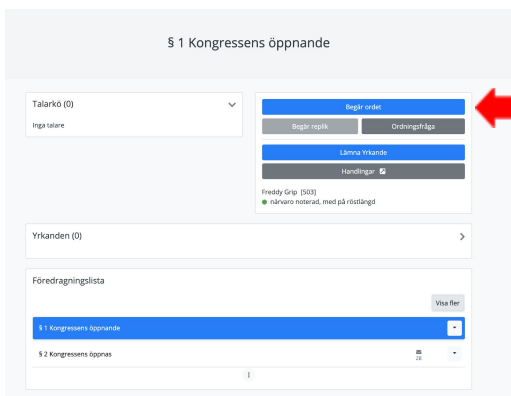 § 1 Kongressens öppnande
Talarkö (0)
Inga talare
Begär ordet
Begär replik
Ordningsfråga
Lämna Yrkande
Handlingar
Freddy Grip [503]
närvaro noterad, med på röstlängd
Yrkanden (0)
Föredragningslista
Visa fler
§ 1 Kongressens öppnande
§ 2 Kongressens öppnas
28